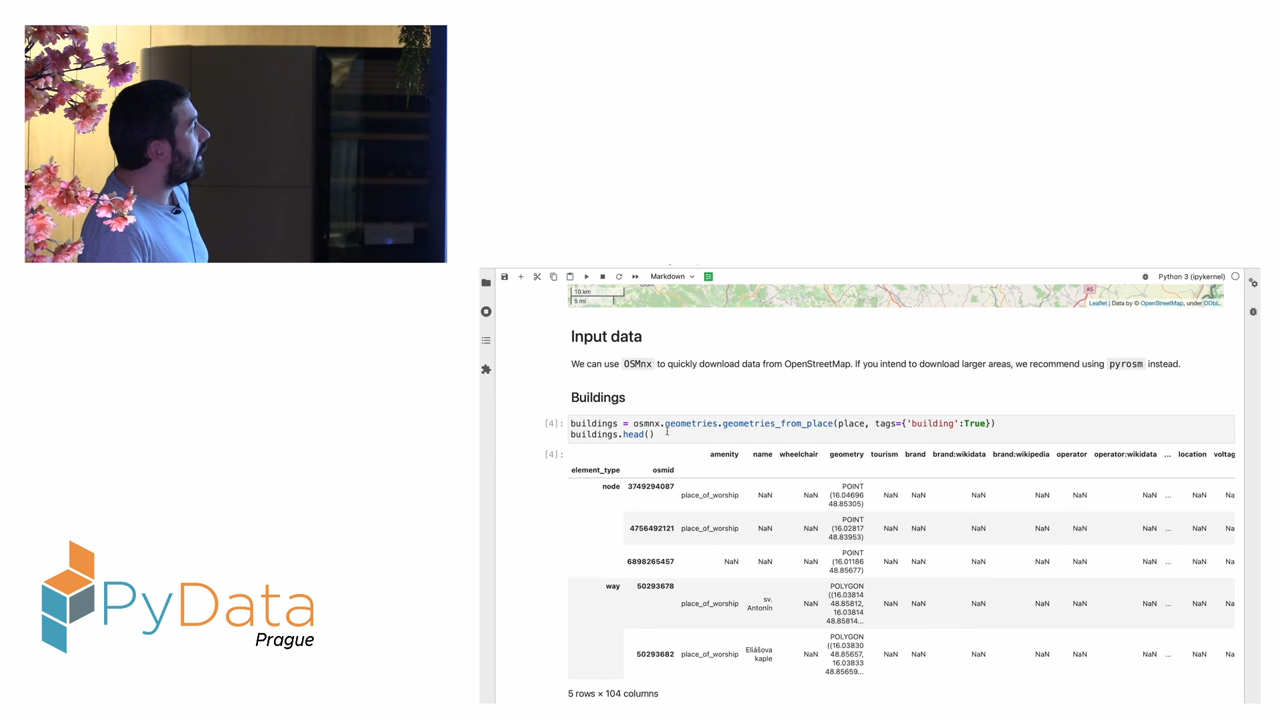 Markdown
Python 3 (ipykernel)
10 km
5 mi
A5
Leaflet | Data by © OpenStreetMap, under ODbL.
Input data
We can use OSMnx to quickly download data from OpenStreetMap. If you intend to download larger areas, we recommend using pyrosm instead.
Buildings
[4]: buildings = osmnx.geometries.geometries_from_place(place, tags={'building':True})
buildings.head()
[4]: amenity name wheelchair geometry tourism brand brand:wikidata brand:wikipedia operator operator:wikidata ... location voltag
element_type osmid
node 3749294087 place_of_worship NaN NaN POINT (16.04696 48.85305) NaN NaN NaN NaN NaN NaN ... NaN Na
4756492121 place_of_worship NaN NaN POINT (16.02817 48.83953) NaN NaN NaN NaN NaN NaN ... NaN Na
6898265457 NaN NaN NaN POINT (16.01186 48.85677) NaN NaN NaN NaN NaN NaN ... NaN Na
way 50293678 place_of_worship sv. Antonín NaN POLYGON ((16.03814 48.85812, 16.03814 48.85814... NaN NaN NaN NaN NaN NaN ... NaN Na
50293682 place_of_worship Eliášova kaple NaN POLYGON ((16.03830 48.85657, 16.03833 48.85659... NaN NaN NaN NaN NaN NaN ... NaN Na
5 rows × 104 columns
PyData
Prague